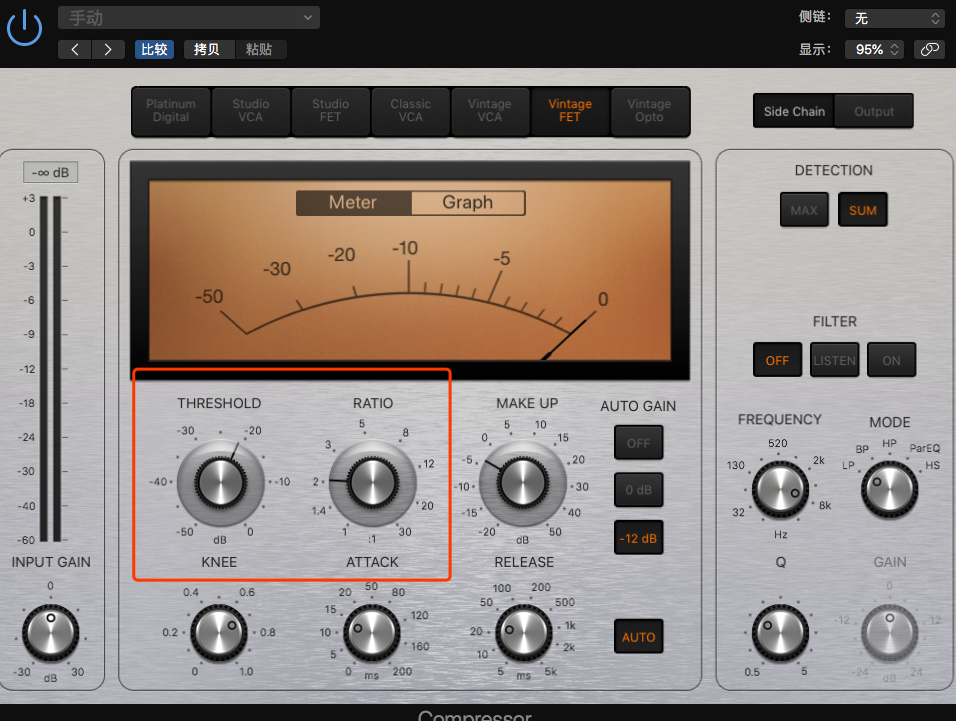 手动
侧链： 无
比较 拷贝 粘贴
显示： 95%
Platinum Digital
Studio VCA
Studio FET
Classic VCA
Vintage VCA
Vintage FET
Vintage Opto
Side Chain Output
-∞ dB
+3
0
-3
-6
-9
-12
-18
-24
-30
-40
-60
INPUT GAIN
0
-30 dB 30
Meter Graph
-50 -30 -20 -10 -5 0
THRESHOLD
-30 -20
-40 -10
-50 dB 0
RATIO
5
3 8
2 12
1.4 20
1 :1 30
MAKE UP
5 10
0 15
-5 20
-10 30
-15 40
-20 dB 50
AUTO GAIN
OFF
0 dB
-12 dB
KNEE
0.4 0.6
0.2 0.8
0 1.0
ATTACK
50
20 80
15 120
10 160
5
0 ms 200
RELEASE
100 200
50 500
20 1k
10 2k
5 ms 5k
AUTO
DETECTION
MAX SUM
FILTER
OFF LISTEN ON
FREQUENCY
520
130 2k
32 8k
Hz
MODE
HP
BP ParEQ
LP HS
Q
0.5 5
GAIN
0
-12 12
-24 dB 24
Compressor